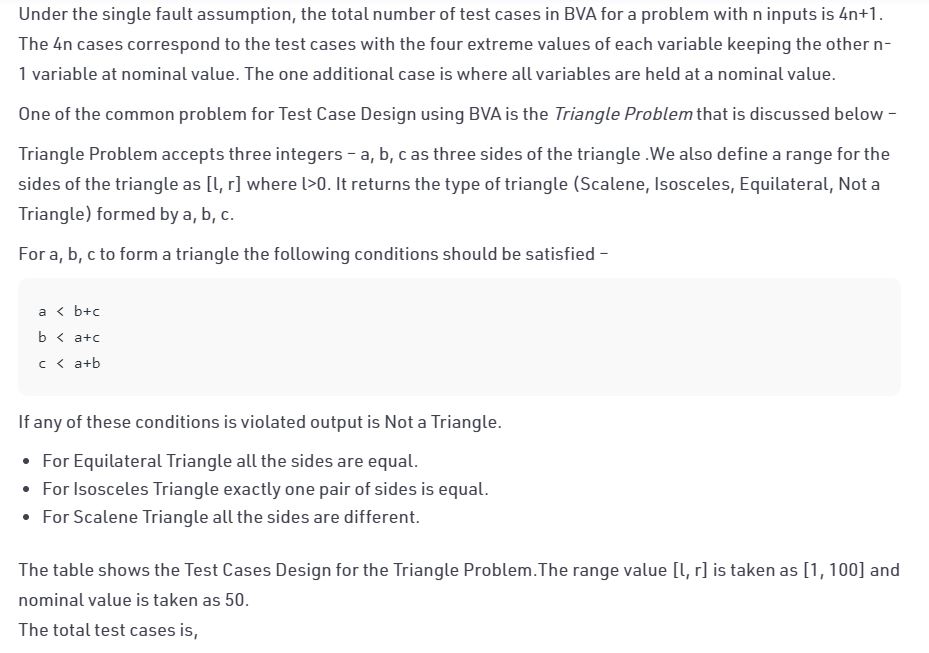 Under the single fault assumption, the total number of test cases in BVA for a problem with n inputs is 4n+1.
The 4n cases correspond to the test cases with the four extreme values of each variable keeping the other n-
1 variable at nominal value. The one additional case is where all variables are held at a nominal value.
One of the common problem for Test Case Design using BVA is the Triangle Problem that is discussed below –
Triangle Problem accepts three integers – a, b, c as three sides of the triangle .We also define a range for the
sides of the triangle as [l, r] where l>0. It returns the type of triangle (Scalene, Isosceles, Equilateral, Not a
Triangle) formed by a, b, c.
For a, b, c to form a triangle the following conditions should be satisfied –
a < b+c
b < a+c
c < a+b
If any of these conditions is violated output is Not a Triangle.
• For Equilateral Triangle all the sides are equal.
• For Isosceles Triangle exactly one pair of sides is equal.
• For Scalene Triangle all the sides are different.
The table shows the Test Cases Design for the Triangle Problem.The range value [l, r] is taken as [1, 100] and
nominal value is taken as 50.
The total test cases is,